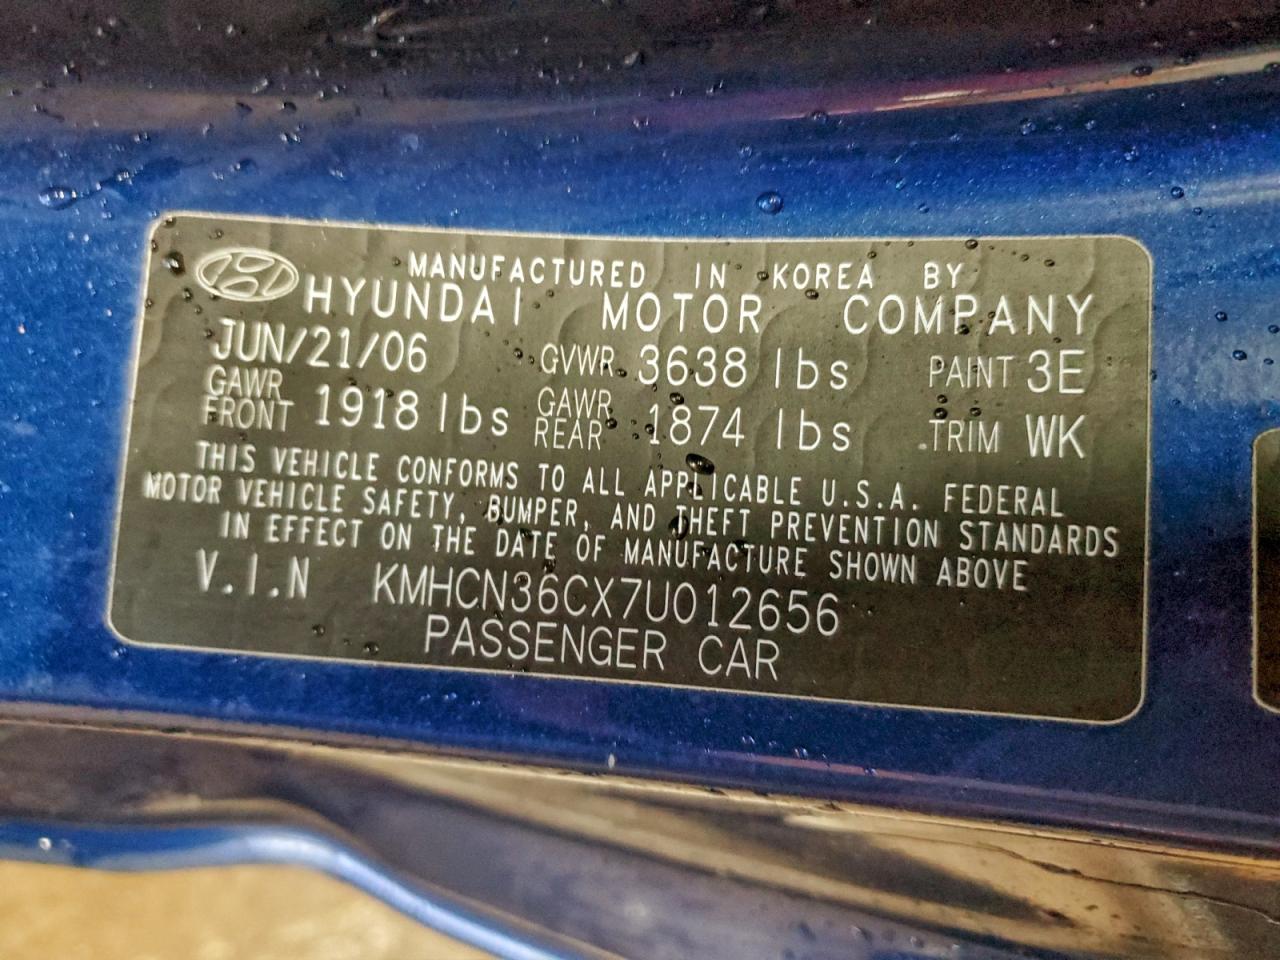 MANUFACTURED IN KOREA BY
HYUNDAI MOTOR COMPANY
JUN/21/06 GVWR 3638 lbs PAINT 3E
GAWR FRONT 1918 lbs GAWR REAR 1874 lbs TRIM WK
THIS VEHICLE CONFORMS TO ALL APPLICABLE U.S.A. FEDERAL
MOTOR VEHICLE SAFETY, BUMPER, AND THEFT PREVENTION STANDARDS
IN EFFECT ON THE DATE OF MANUFACTURE SHOWN ABOVE
V.I.N KMHCN36CX7U012656
PASSENGER CAR